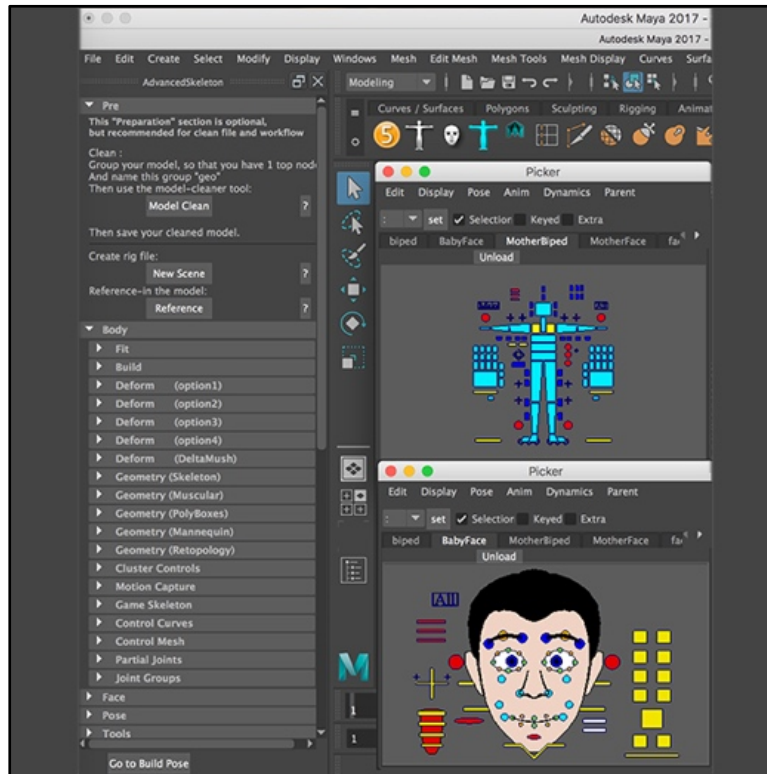 Autodesk Maya 2017 -
Autodesk Maya 2017 -
File Edit Create Select Modify Display Windows Mesh Edit Mesh Mesh Tools Mesh Display Curves Surfa
AdvancedSkeleton
Modeling
Pre
This "Preparation" section is optional,
but recommended for clean file and workflow
Clean :
Group your model, so that you have 1 top node
And name this group "geo"
Then use the model-cleaner tool:
Model Clean ?
Then save your cleaned model.
Create rig file:
New Scene ?
Reference-in the model:
Reference ?
Body
Fit
Build
Deform (option1)
Deform (option2)
Deform (option3)
Deform (option4)
Deform (DeltaMush)
Geometry (Skeleton)
Geometry (Muscular)
Geometry (PolyBoxes)
Geometry (Mannequin)
Geometry (Retopology)
Cluster Controls
Motion Capture
Game Skeleton
Control Curves
Control Mesh
Partial Joints
Joint Groups
Face
Pose
Tools
Go to Build Pose
Curves / Surfaces Polygons Sculpting Rigging Animat
5
Picker
Edit Display Pose Anim Dynamics Parent
: set Selection Keyed Extra
biped BabyFace MotherBiped MotherFace fa
Unload
Picker
Edit Display Pose Anim Dynamics Parent
: set Selection Keyed Extra
biped BabyFace MotherBiped MotherFace fa
Unload
All
M
1
1